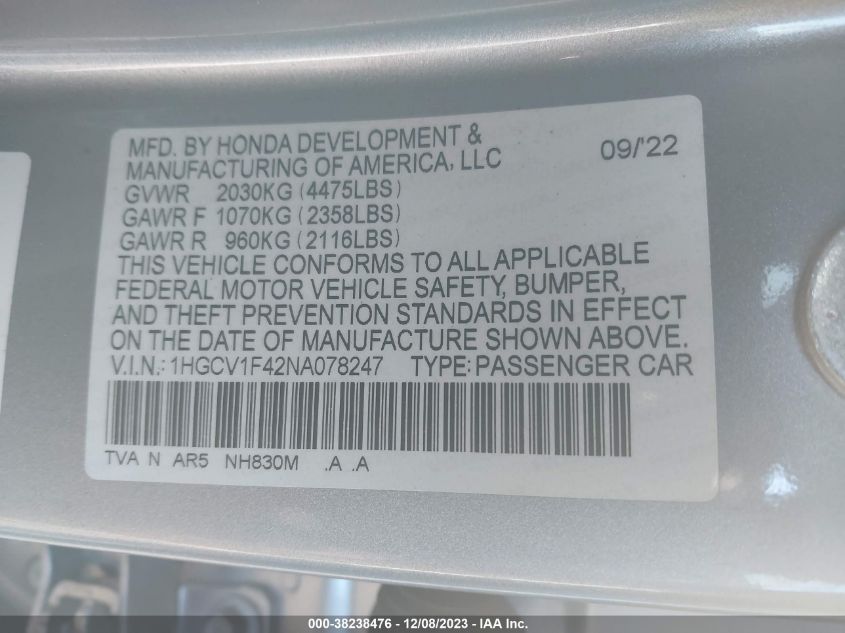 MFD. BY HONDA DEVELOPMENT &
MANUFACTURING OF AMERICA, LLC 09/'22
GVWR 2030KG (4475LBS)
GAWR F 1070KG (2358LBS)
GAWR R 960KG (2116LBS)
THIS VEHICLE CONFORMS TO ALL APPLICABLE
FEDERAL MOTOR VEHICLE SAFETY, BUMPER,
AND THEFT PREVENTION STANDARDS IN EFFECT
ON THE DATE OF MANUFACTURE SHOWN ABOVE.
V.I.N.: 1HGCV1F42NA078247 TYPE: PASSENGER CAR
TVA N AR5 NH830M .A .A
000-38238476 - 12/08/2023 - IAA Inc.